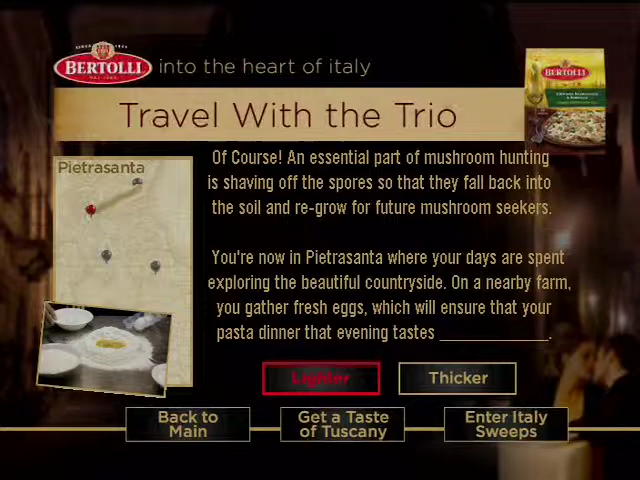 BERTOLLI
into the heart of italy
BERTOLLI
Travel With the Trio
Pietrasanta
Of Course! An essential part of mushroom hunting
is shaving off the spores so that they fall back into
the soil and re-grow for future mushroom seekers.
You're now in Pietrasanta where your days are spent
exploring the beautiful countryside. On a nearby farm,
you gather fresh eggs, which will ensure that your
pasta dinner that evening tastes ____________.
Lighter
Thicker
Back to
Main
Get a Taste
of Tuscany
Enter Italy
Sweeps